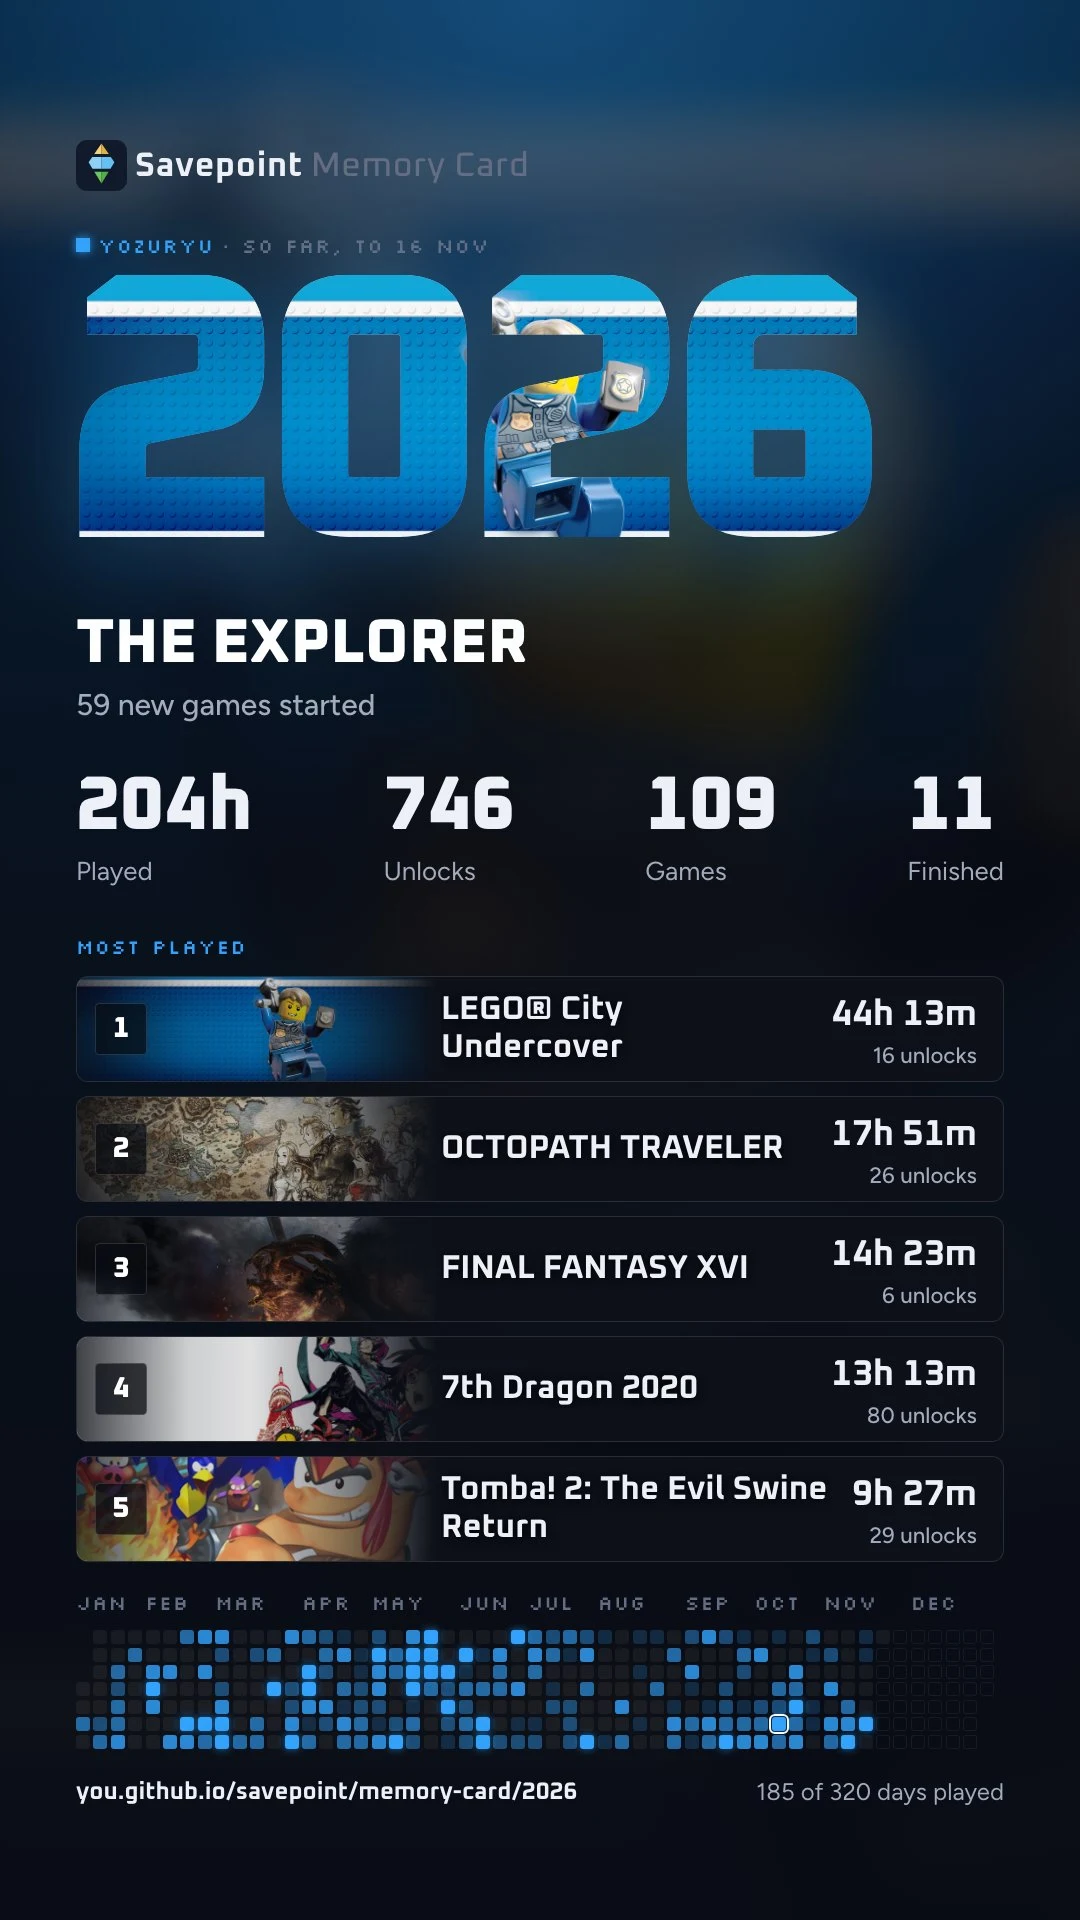 Savepoint Memory Card
YOZURYU · SO FAR, TO 16 NOV
2026
THE EXPLORER
59 new games started
204h 746 109 11
Played Unlocks Games Finished
MOST PLAYED
1 LEGO® City Undercover 44h 13m
16 unlocks
2 OCTOPATH TRAVELER 17h 51m
26 unlocks
3 FINAL FANTASY XVI 14h 23m
6 unlocks
4 7th Dragon 2020 13h 13m
80 unlocks
5 Tomba! 2: The Evil Swine Return 9h 27m
29 unlocks
JAN FEB MAR APR MAY JUN JUL AUG SEP OCT NOV DEC
you.github.io/savepoint/memory-card/2026 185 of 320 days played